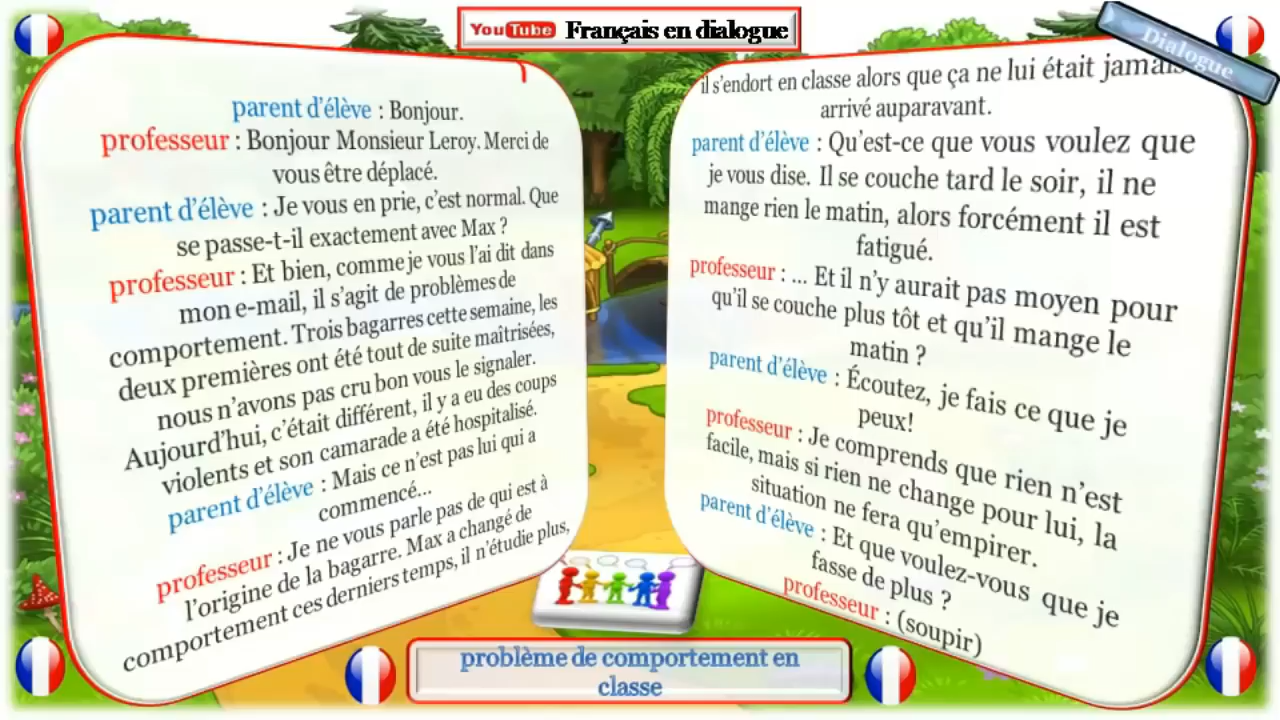 YouTube Français en dialogue
Dialogue
parent d'élève : Bonjour.
professeur : Bonjour Monsieur Leroy. Merci de
vous être déplacé.
parent d'élève : Je vous en prie, c'est normal. Que
se passe-t-il exactement avec Max ?
professeur : Et bien, comme je vous l'ai dit dans
mon e-mail, il s'agit de problèmes de
comportement. Trois bagarres cette semaine, les
deux premières ont été tout de suite maîtrisées,
nous n'avons pas cru bon vous le signaler.
Aujourd'hui, c'était différent, il y a eu des coups
violents et son camarade a été hospitalisé.
parent d'élève : Mais ce n'est pas lui qui a
commencé...
professeur : Je ne vous parle pas de qui est à
l'origine de la bagarre. Max a changé de
comportement ces derniers temps, il n'étudie plus,
il s'endort en classe alors que ça ne lui était jamais
arrivé auparavant.
parent d'élève : Qu'est-ce que vous voulez que
je vous dise. Il se couche tard le soir, il ne
mange rien le matin, alors forcément il est
fatigué.
professeur : ... Et il n'y aurait pas moyen pour
qu'il se couche plus tôt et qu'il mange le
matin ?
parent d'élève : Écoutez, je fais ce que je
peux!
professeur : Je comprends que rien n'est
facile, mais si rien ne change pour lui, la
situation ne fera qu'empirer.
parent d'élève : Et que voulez-vous que je
fasse de plus ?
professeur : (soupir)
problème de comportement en
classe